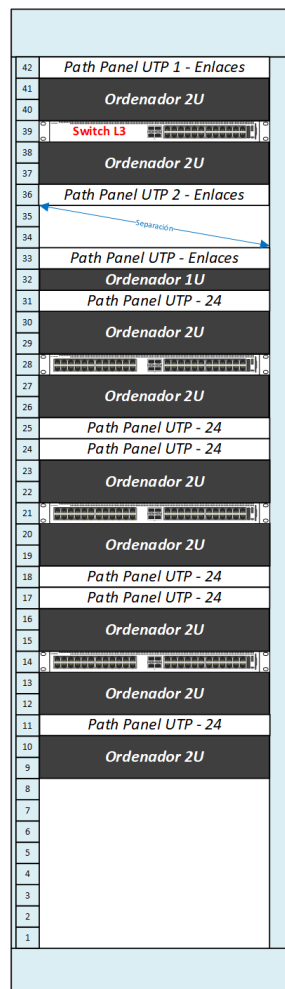 42 Path Panel UTP 1 - Enlaces
41
Ordenador 2U
40
39 Switch L3
38
Ordenador 2U
37
36 Path Panel UTP 2 - Enlaces
35
Separación
34
33 Path Panel UTP - Enlaces
32 Ordenador 1U
31 Path Panel UTP - 24
30
Ordenador 2U
29
28
27
Ordenador 2U
26
25 Path Panel UTP - 24
24 Path Panel UTP - 24
23
Ordenador 2U
22
21
20
Ordenador 2U
19
18 Path Panel UTP - 24
17 Path Panel UTP - 24
16
Ordenador 2U
15
14
13
Ordenador 2U
12
11 Path Panel UTP - 24
10
Ordenador 2U
9
8
7
6
5
4
3
2
1